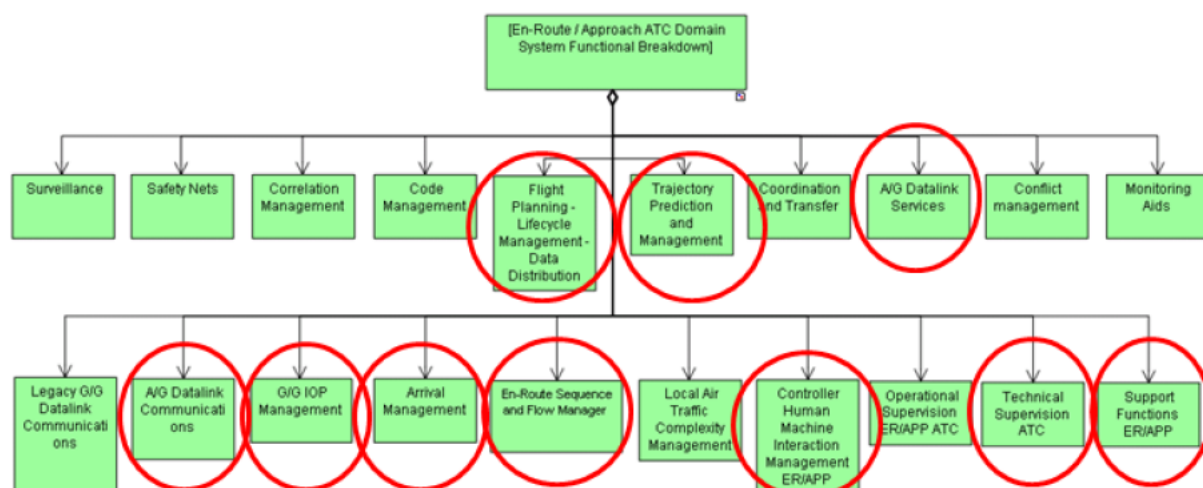 [En-Route / Approach ATC Domain
System Functional Breakdown]
Surveillance
Safety Nets
Correlation
Management
Code
Management
Flight
Planning -
Lifecycle
Management -
Data
Distribution
Trajectory
Prediction
and
Management
Coordination
and Transfer
A/G Datalink
Services
Conflict
management
Monitoring
Aids
Legacy G/G
Datalink
Communicati
ons
A/G Datalink
Communicati
ons
G/G IOP
Management
Arrival
Management
En-Route Sequence
and Flow Manager
Local Air
Traffic
Complexity
Management
Controller
Human
Machine
Interaction
Management
ER/APP
Operational
Supervision
ER/APP ATC
Technical
Supervision
ATC
Support
Functions
ER/APP